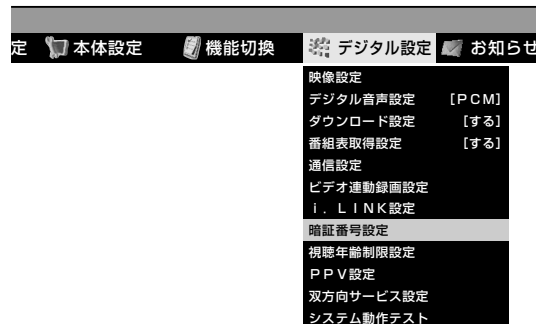 定 本体設定 機能切換 デジタル設定 お知らせ
映像設定
デジタル音声設定 [PCM]
ダウンロード設定 [する]
番組表取得設定 [する]
通信設定
ビデオ連動録画設定
i.LINK設定
暗証番号設定
視聴年齢制限設定
PPV設定
双方向サービス設定
システム動作テスト